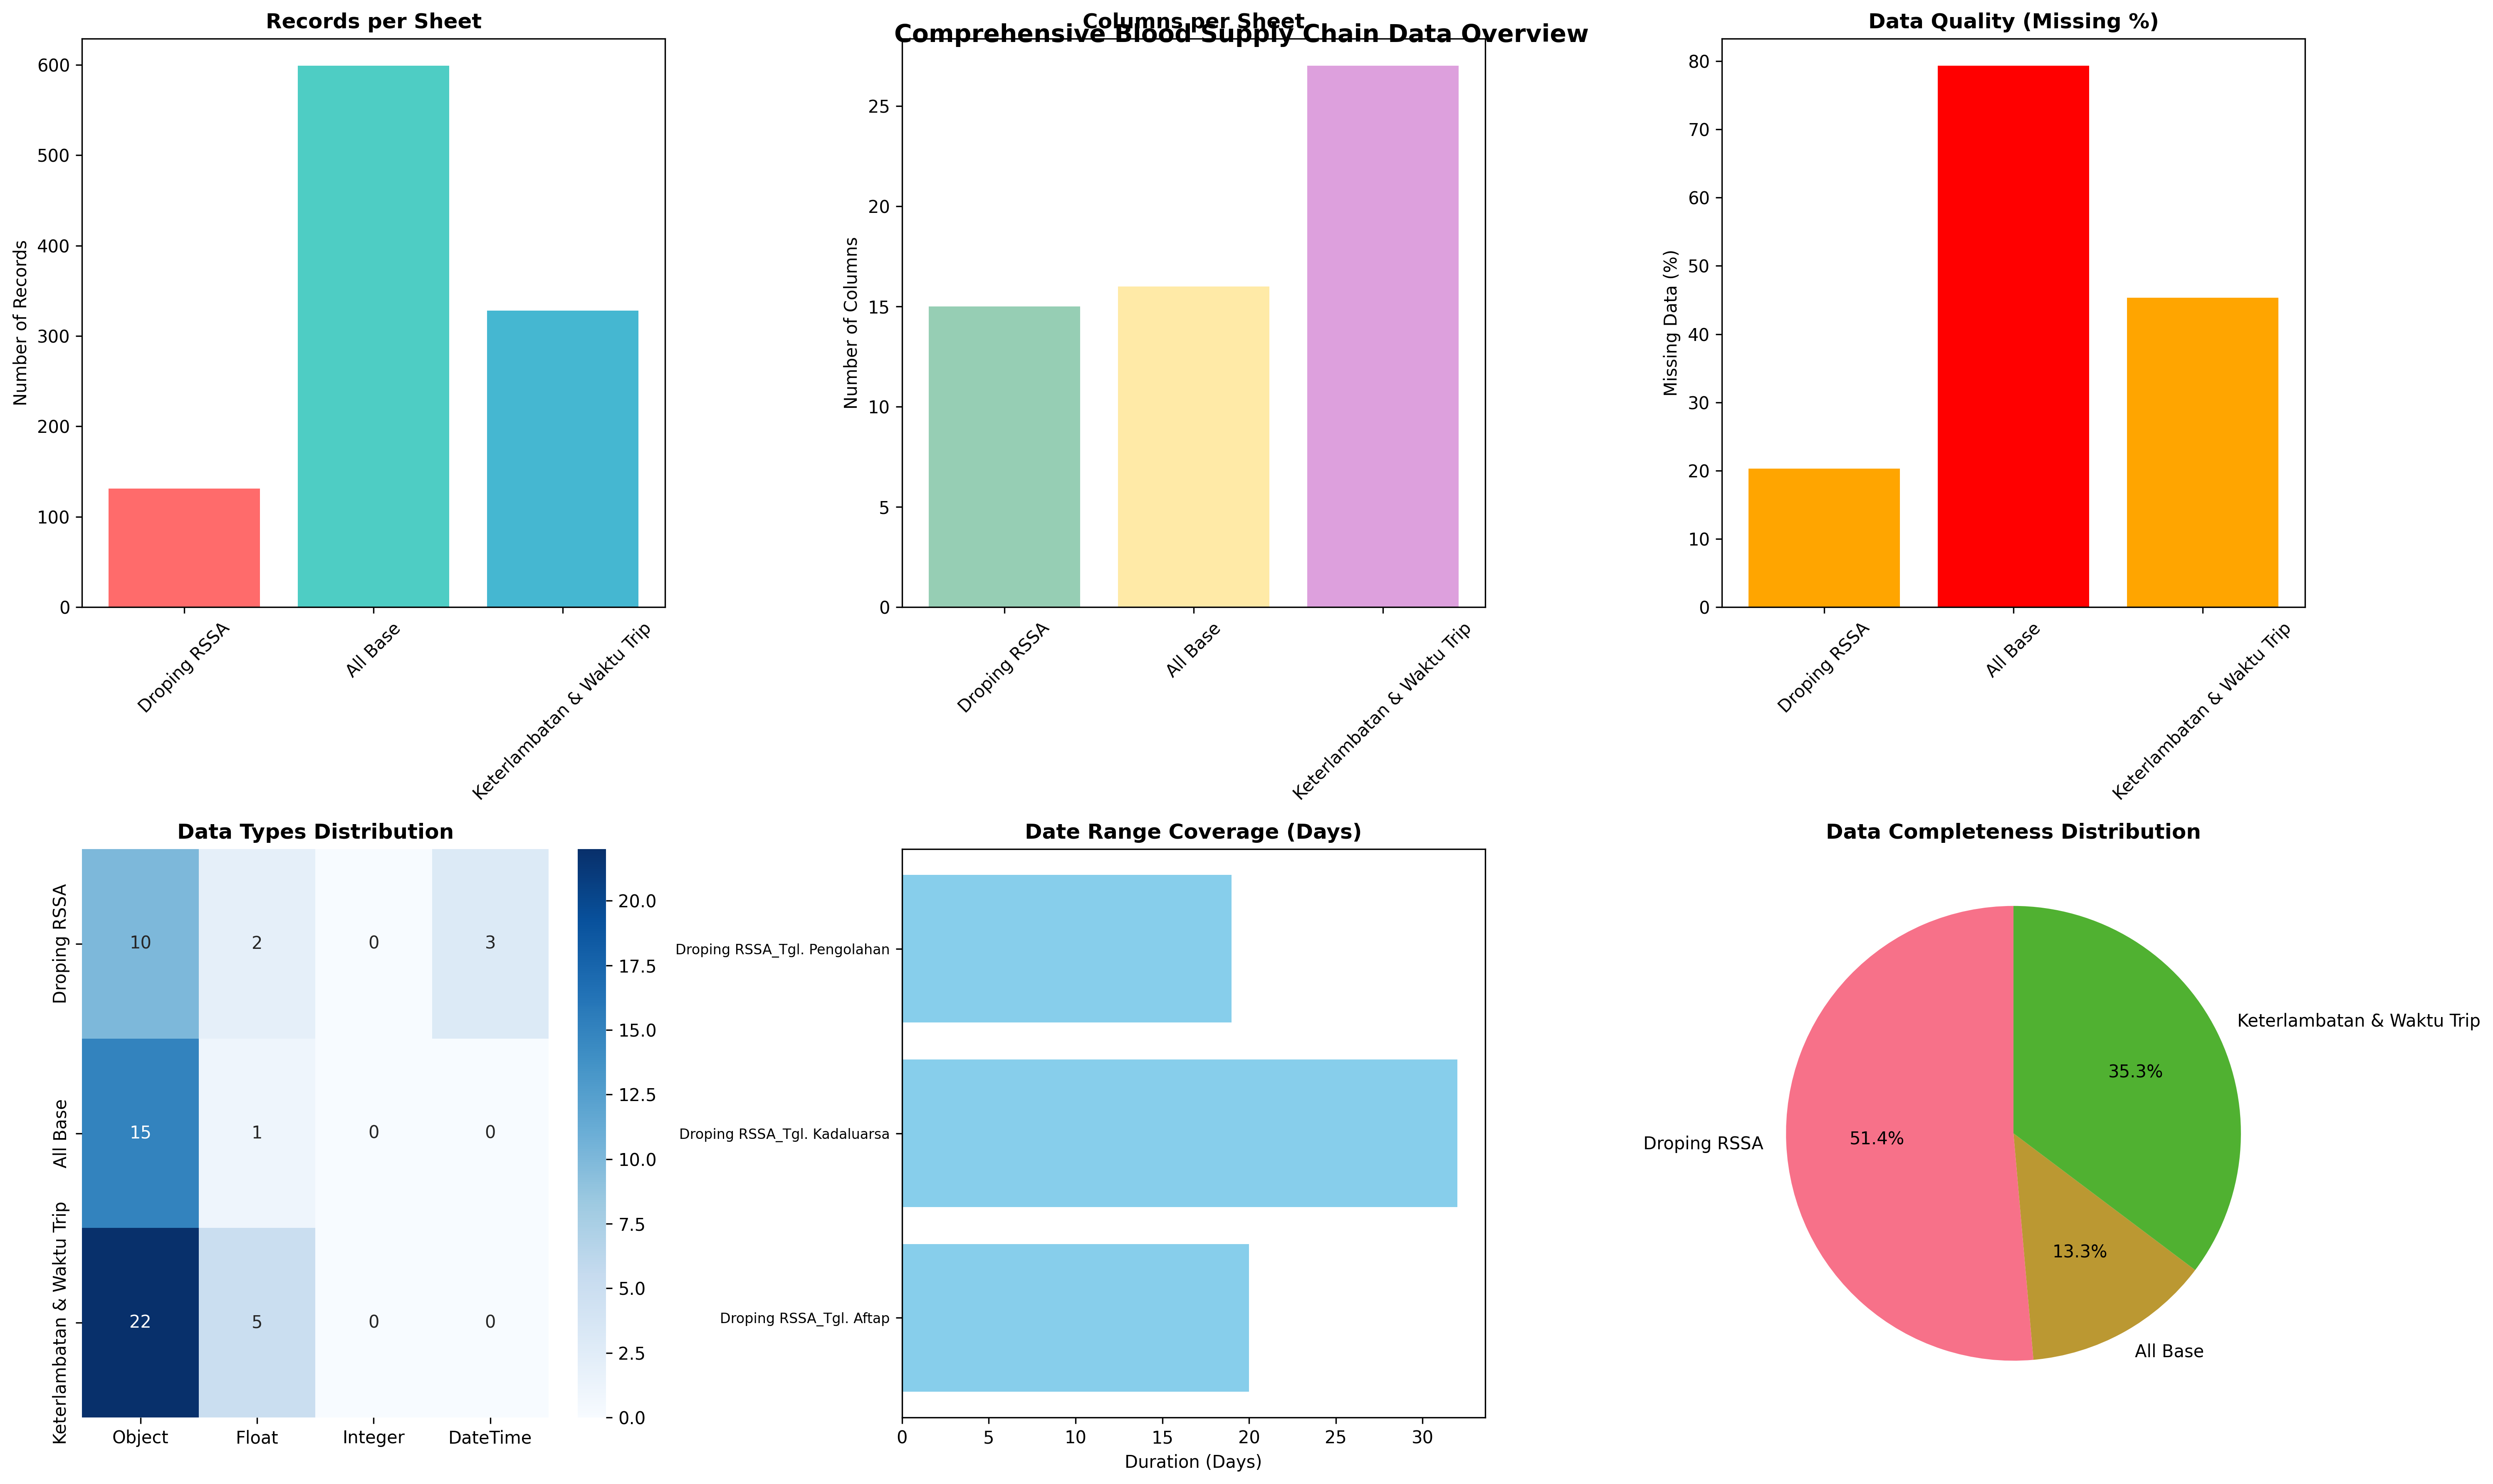 Comprehensive Blood Supply Chain Data Overview
Records per Sheet
Number of Records
600
500
400
300
200
100
0
Droping RSSA
All Base
Keterlambatan & Waktu Trip
Columns per Sheet
Number of Columns
25
20
15
10
5
0
Droping RSSA
All Base
Keterlambatan & Waktu Trip
Data Quality (Missing %)
Missing Data (%)
80
70
60
50
40
30
20
10
0
Droping RSSA
All Base
Keterlambatan & Waktu Trip
Data Types Distribution
Droping RSSA
10 2 0 3
All Base
15 1 0 0
Keterlambatan & Waktu Trip
22 5 0 0
Object Float Integer DateTime
20.0
17.5
15.0
12.5
10.0
7.5
5.0
2.5
0.0
Date Range Coverage (Days)
Droping RSSA_Tgl. Pengolahan
Droping RSSA_Tgl. Kadaluarsa
Droping RSSA_Tgl. Aftap
0 5 10 15 20 25 30
Duration (Days)
Data Completeness Distribution
Keterlambatan & Waktu Trip
35.3%
Droping RSSA
51.4%
13.3%
All Base